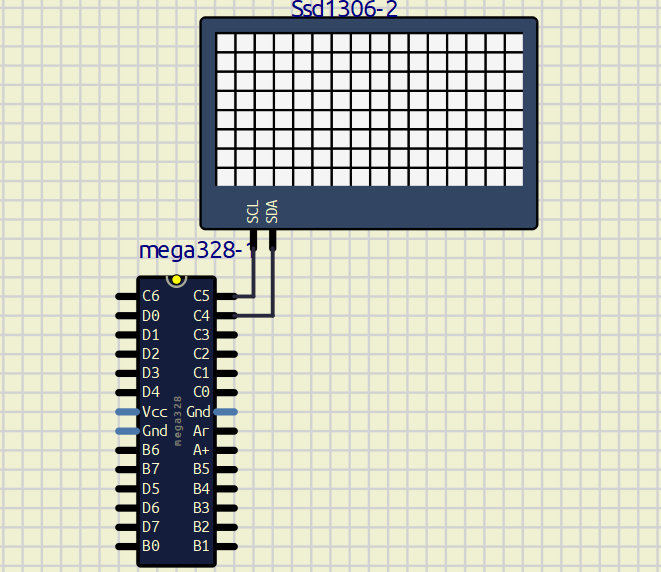 Ssd1306-2
SCL SDA
mega328-1
C6 C5
D0 C4
D1 C3
D2 C2
D3 C1
D4 C0
Vcc Gnd
Gnd Ar
B6 A+
B7 B5
D5 B4
D6 B3
D7 B2
B0 B1
mega328